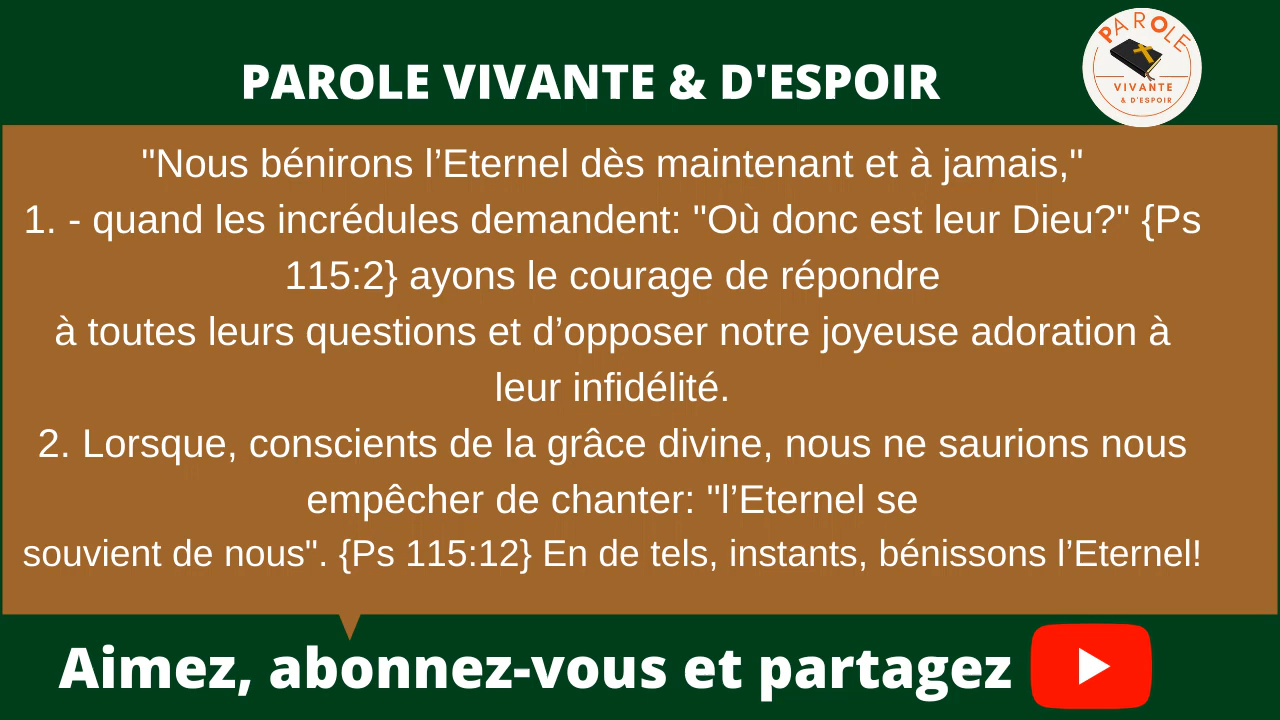 PAROLE VIVANTE & D'ESPOIR
PAROLE
VIVANTE
& D'ESPOIR
"Nous bénirons l’Eternel dès maintenant et à jamais,"
1. - quand les incrédules demandent: "Où donc est leur Dieu?" {Ps
115:2} ayons le courage de répondre
à toutes leurs questions et d’opposer notre joyeuse adoration à
leur infidélité.
2. Lorsque, conscients de la grâce divine, nous ne saurions nous
empêcher de chanter: "l’Eternel se
souvient de nous". {Ps 115:12} En de tels, instants, bénissons l’Eternel!
Aimez, abonnez-vous et partagez